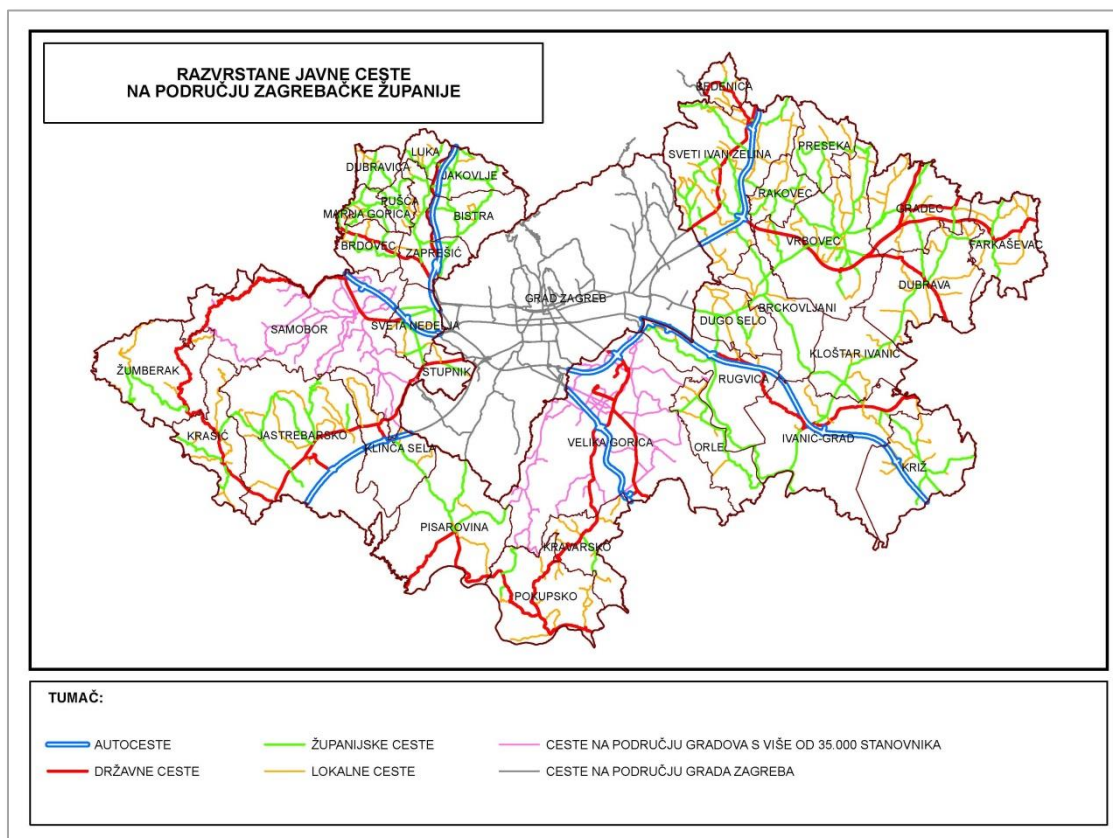 RAZVRSTANE JAVNE CESTE
NA PODRUČJU ZAGREBAČKE ŽUPANIJE
BEDENICA
LUKA
DUBRAVICA
SVETI IVAN ZELINA
PRESEKA
JAKOVLJE
RAKOVEC
PUŠĆA
MARIJA GORICA
BISTRA
GRADEC
BRDOVEC
VRBOVEC
FARKAŠEVAC
ZAPREŠIĆ
DUBRAVA
GRAD ZAGREB
BRCKOVLJANI
DUGO SELO
SAMOBOR
SVETA NEDELJA
KLOŠTAR IVANIĆ
ŽUMBERAK
STUPNIK
RUGVICA
KRAŠIĆ
JASTREBARSKO
KLINČA SELA
VELIKA GORICA
ORLE
IVANIĆ-GRAD
KRIŽ
PISAROVINA
KRAVARSKO
POKUPSKO
TUMAČ:
AUTOCESTE
ŽUPANIJSKE CESTE
CESTE NA PODRUČJU GRADOVA S VIŠE OD 35.000 STANOVNIKA
DRŽAVNE CESTE
LOKALNE CESTE
CESTE NA PODRUČJU GRADA ZAGREBA